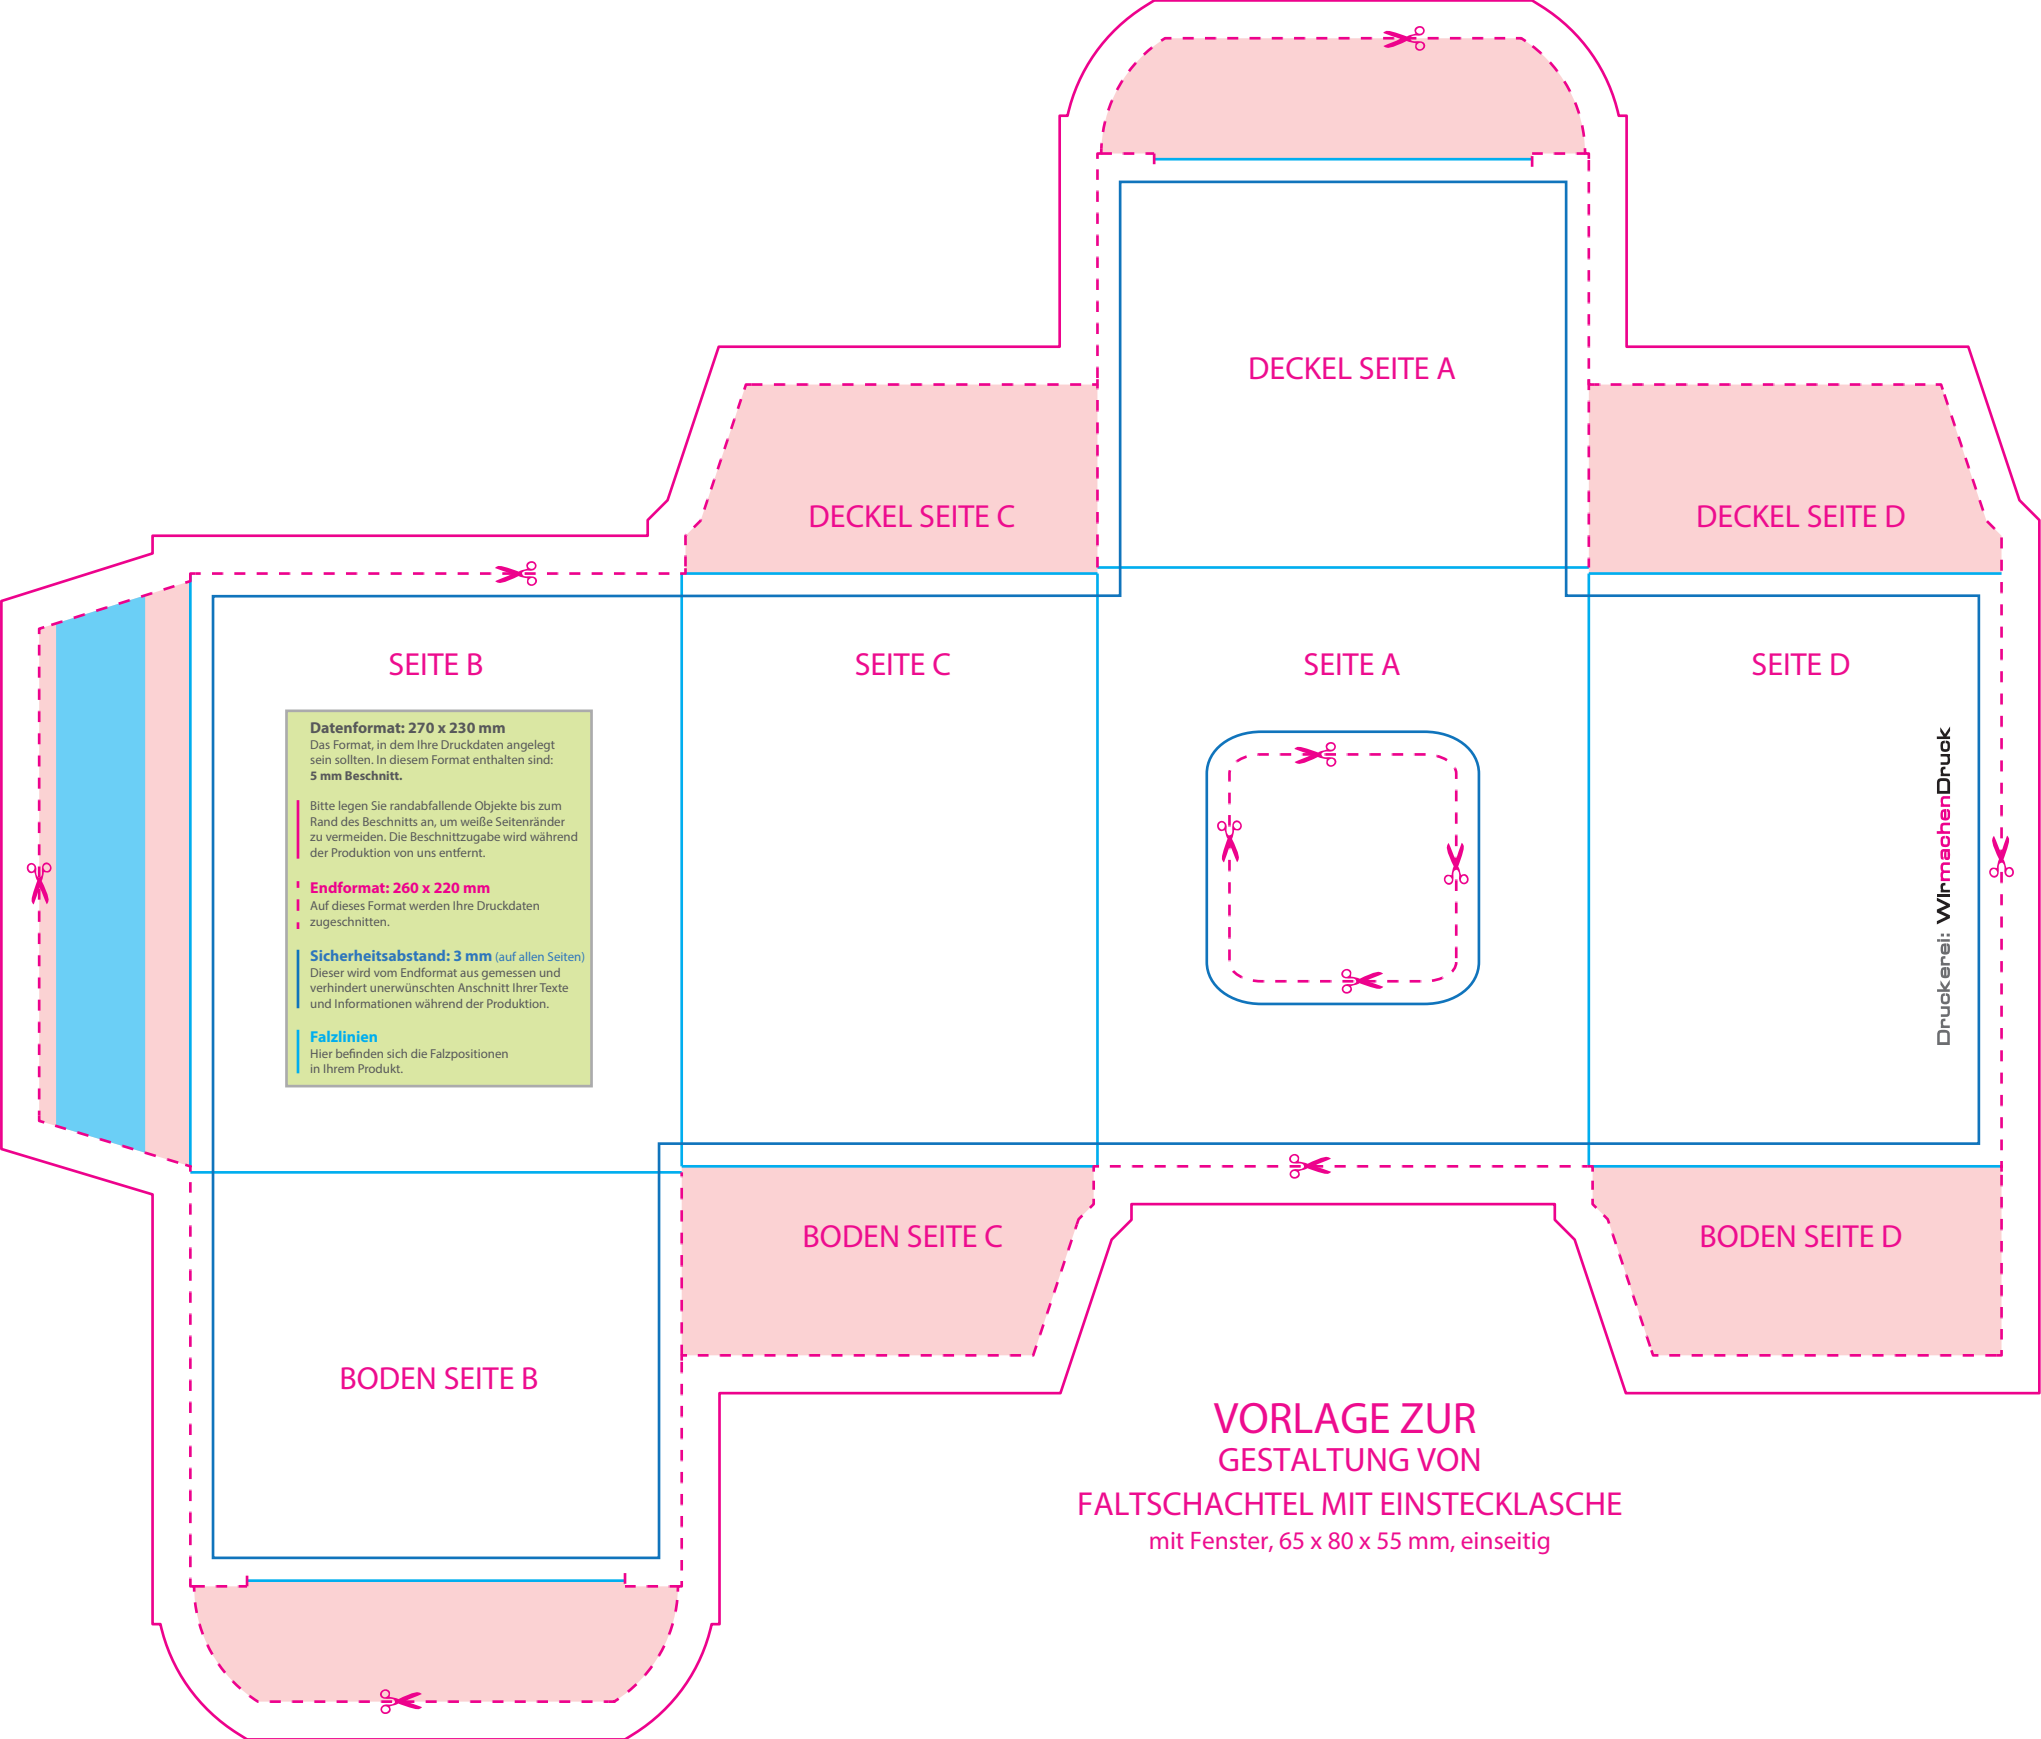 DECKEL SEITE A
DECKEL SEITE C
DECKEL SEITE D
SEITE B
SEITE C
SEITE A
SEITE D
Datenformat: 270 x 230 mm
Das Format, in dem Ihre Druckdaten angelegt
sein sollten. In diesem Format enthalten sind:
5 mm Beschnitt.
Bitte legen Sie randabfallende Objekte bis zum
Rand des Beschnitts an, um weiße Seitenränder
zu vermeiden. Die Beschnittzugabe wird während
der Produktion von uns entfernt.
Endformat: 260 x 220 mm
Auf dieses Format werden Ihre Druckdaten
zugeschnitten.
Sicherheitsabstand: 3 mm (auf allen Seiten)
Dieser wird vom Endformat aus gemessen und
verhindert unerwünschten Anschnitt Ihrer Texte
und Informationen während der Produktion.
Falzlinien
Hier befinden sich die Falzpositionen
in Ihrem Produkt.
Druckerei: WIrmachenDruck
BODEN SEITE C
BODEN SEITE D
BODEN SEITE B
VORLAGE ZUR
GESTALTUNG VON
FALTSCHACHTEL MIT EINSTECKLASCHE
mit Fenster, 65 x 80 x 55 mm, einseitig